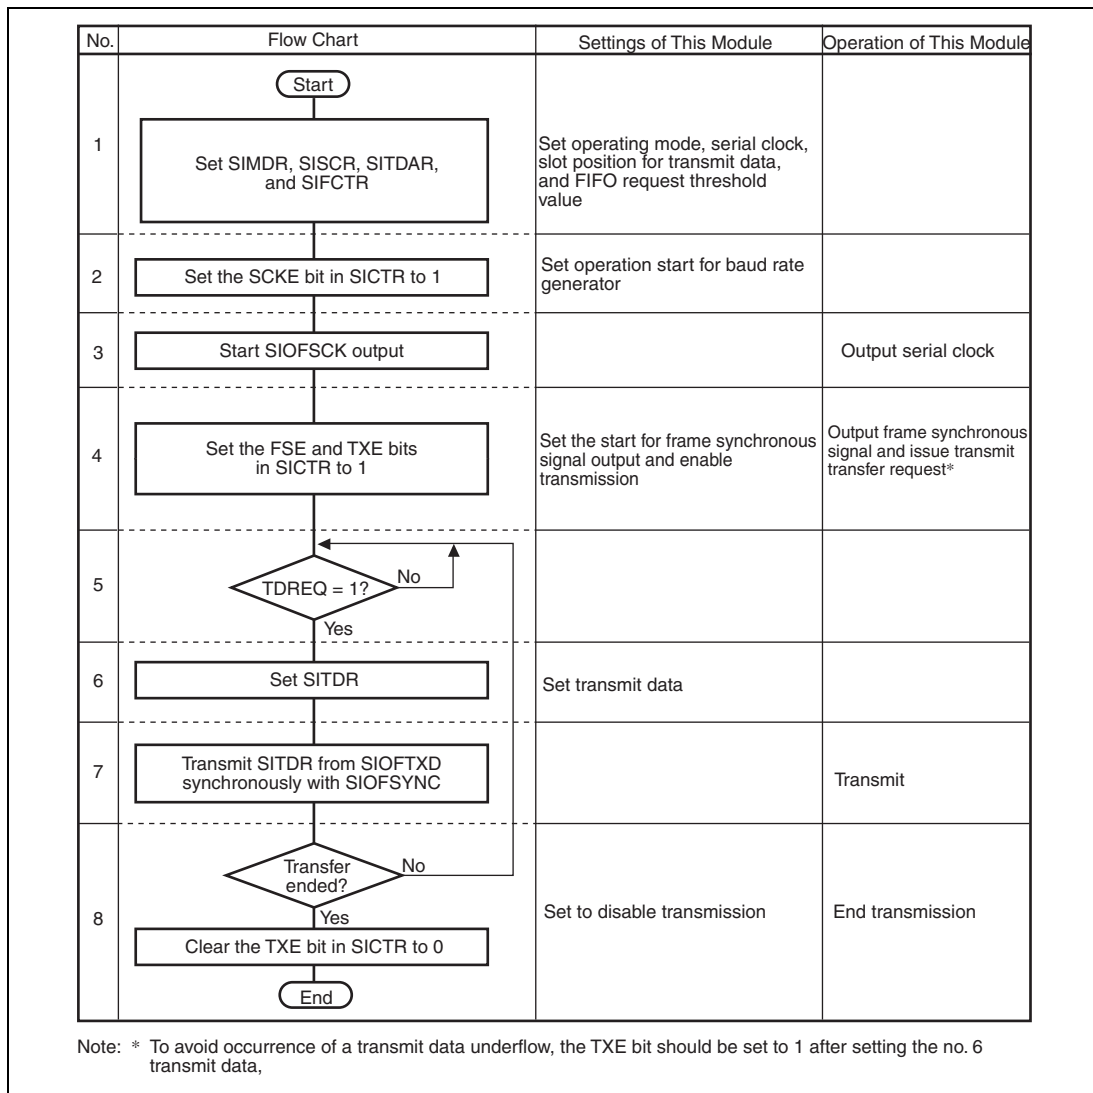 No.
Flow Chart
Settings of This Module
Operation of This Module
Start
1
Set SIMDR, SISCR, SITDAR,
and SIFCTR
Set operating mode, serial clock,
slot position for transmit data,
and FIFO request threshold
value
2
Set the SCKE bit in SICTR to 1
Set operation start for baud rate
generator
3
Start SIOFSCK output
Output serial clock
4
Set the FSE and TXE bits
in SICTR to 1
Set the start for frame synchronous
signal output and enable
transmission
Output frame synchronous
signal and issue transmit
transfer request*
5
TDREQ = 1?
No
Yes
6
Set SITDR
Set transmit data
7
Transmit SITDR from SIOFTXD
synchronously with SIOFSYNC
Transmit
8
Transfer
ended?
No
Yes
Clear the TXE bit in SICTR to 0
Set to disable transmission
End transmission
End
Note: * To avoid occurrence of a transmit data underflow, the TXE bit should be set to 1 after setting the no. 6
transmit data,